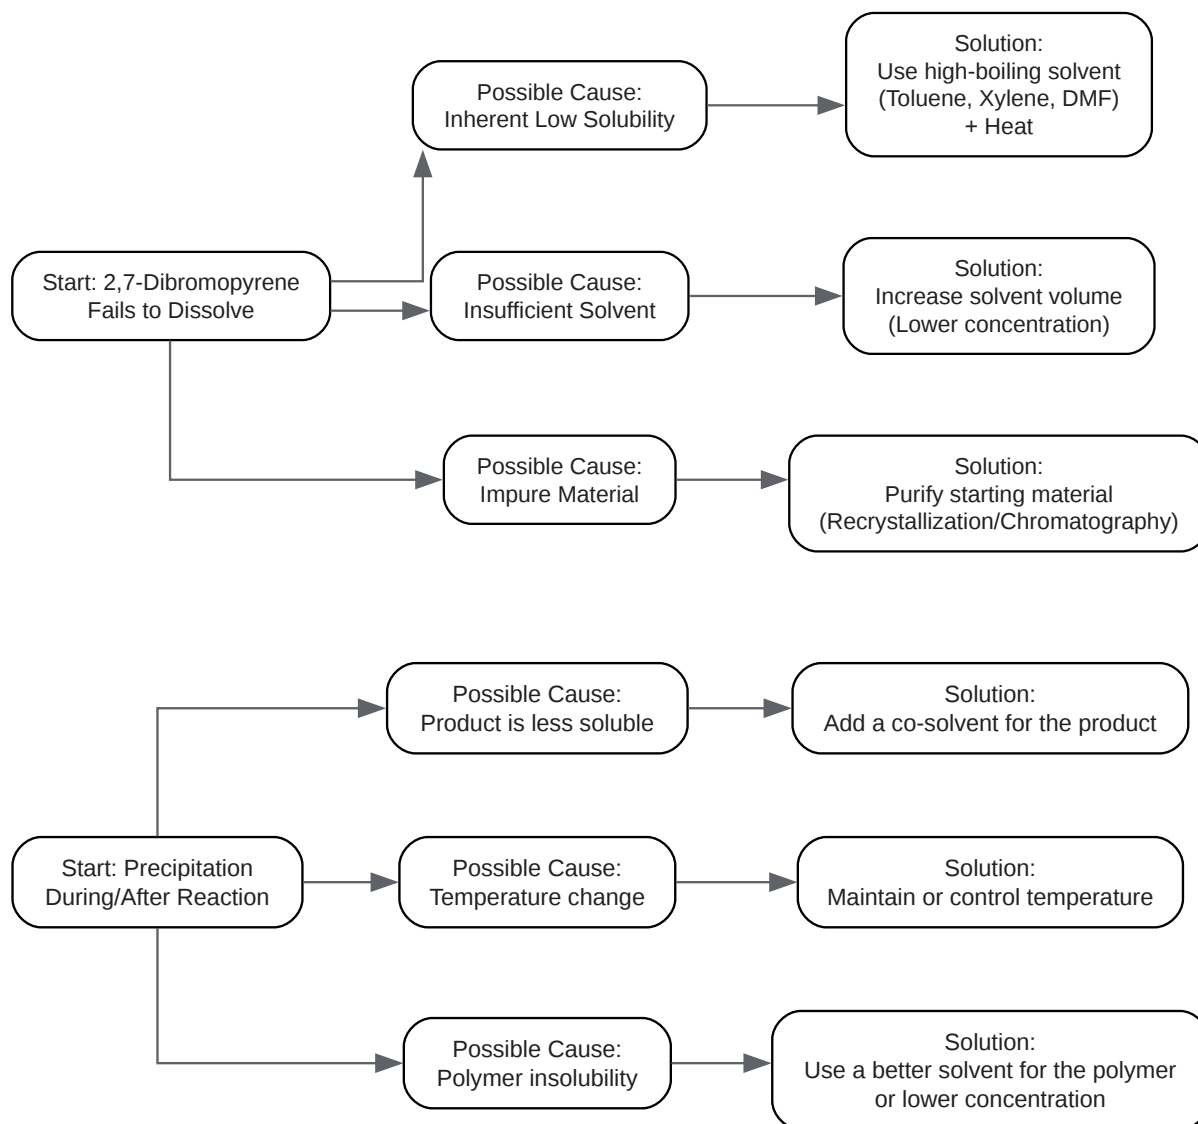 Possible Cause:
Inherent Low Solubility
Solution:
Use high-boiling solvent
(Toluene, Xylene, DMF)
+ Heat
Start: 2,7-Dibromopyrene
Fails to Dissolve
Possible Cause:
Insufficient Solvent
Solution:
Increase solvent volume
(Lower concentration)
Possible Cause:
Impure Material
Solution:
Purify starting material
(Recrystallization/Chromatography)
Possible Cause:
Product is less soluble
Solution:
Add a co-solvent for the product
Start: Precipitation
During/After Reaction
Possible Cause:
Temperature change
Solution:
Maintain or control temperature
Possible Cause:
Polymer insolubility
Solution:
Use a better solvent for the polymer
or lower concentration